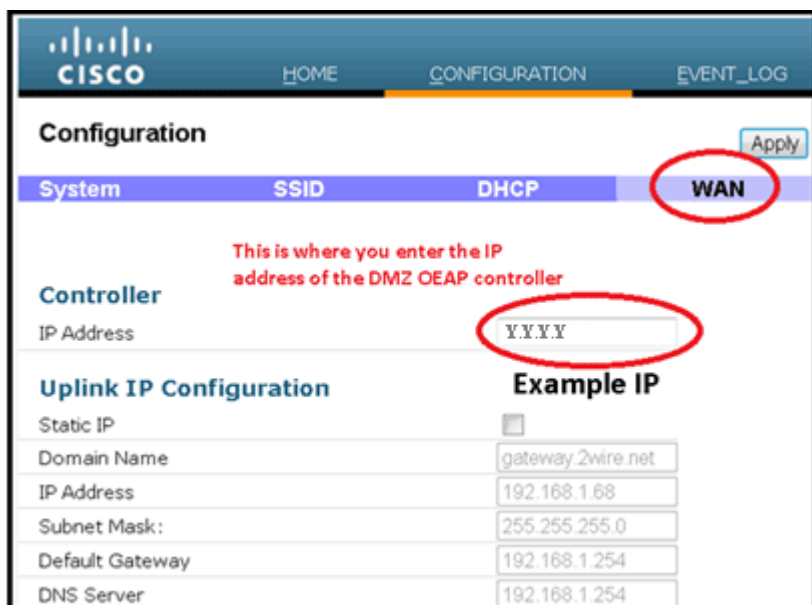 CISCO HOME CONFIGURATION EVENT_LOG
Configuration
Apply
System SSID DHCP WAN
This is where you enter the IP
address of the DMZ OEAP controller
Controller
IP Address Y.Y.Y.Y
Uplink IP Configuration Example IP
Static IP
Domain Name gateway.2wire.net
IP Address 192.168.1.68
Subnet Mask: 255.255.255.0
Default Gateway 192.168.1.254
DNS Server 192.168.1.254